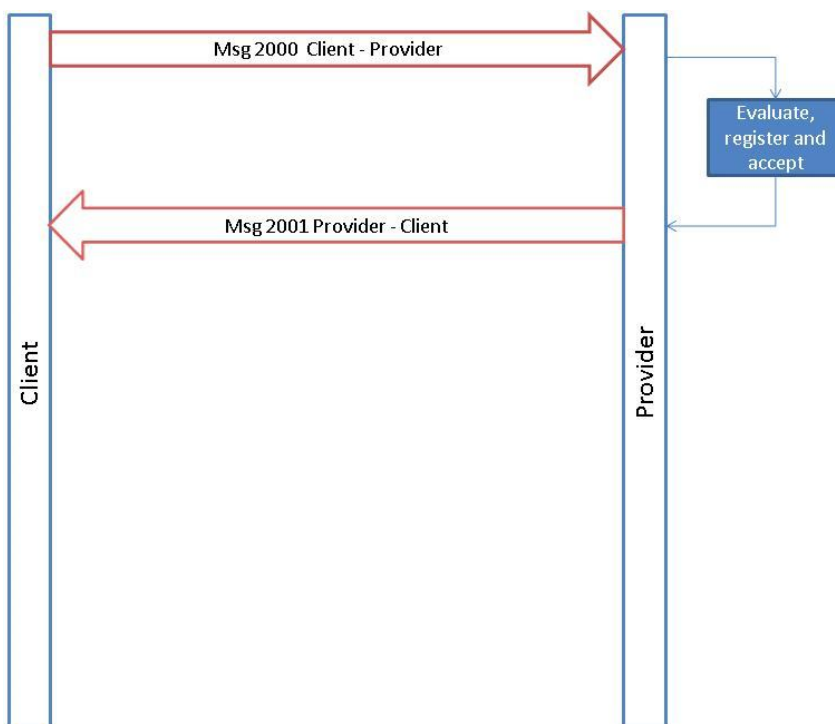 Msg 2000  Client - Provider
Evaluate,
register and
accept
Msg 2001 Provider - Client
Client
Provider